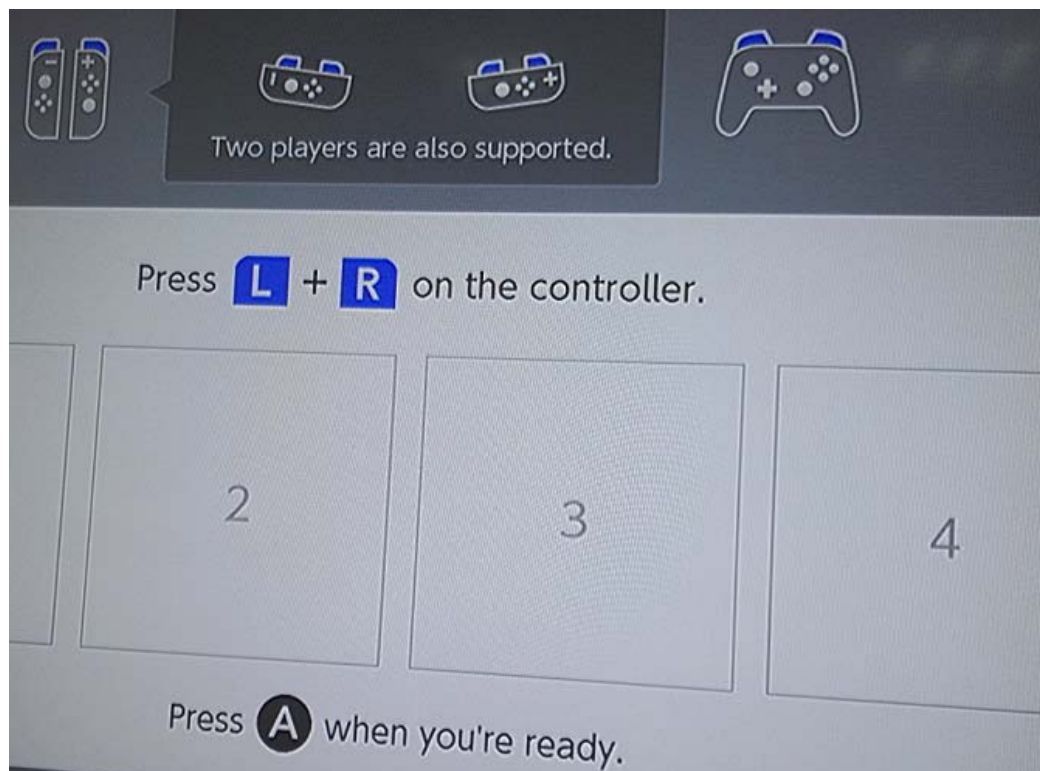 Two players are also supported.
Press L + R on the controller.
2
3
4
Press A when you're ready.